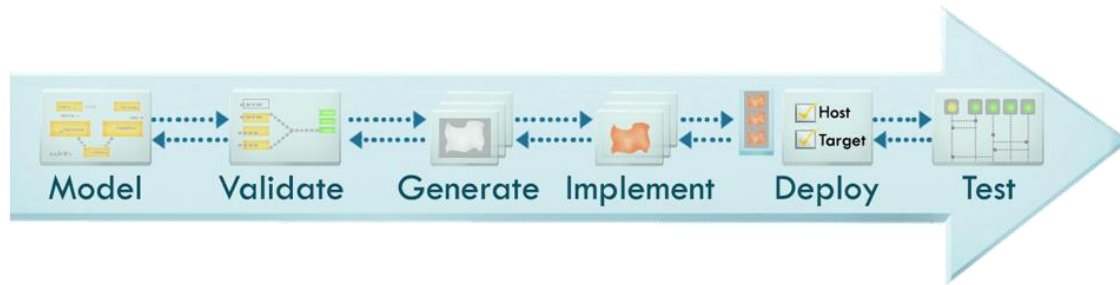 Host
Target
Model
Validate
Generate
Implement
Deploy
Test